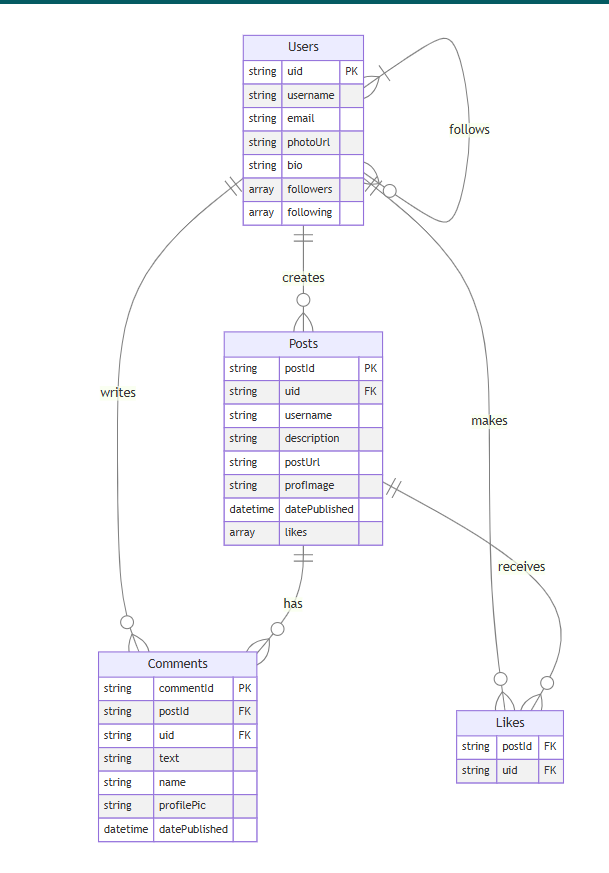 Users
string uid PK
string username
string email
string photoUrl
string bio
array followers
array following
follows
creates
Posts
string postId PK
string uid FK
string username
string description
string postUrl
string profImage
datetime datePublished
array likes
writes
makes
receives
has
Comments
string commentId PK
string postId FK
string uid FK
string text
string name
string profilePic
datetime datePublished
Likes
string postId FK
string uid FK